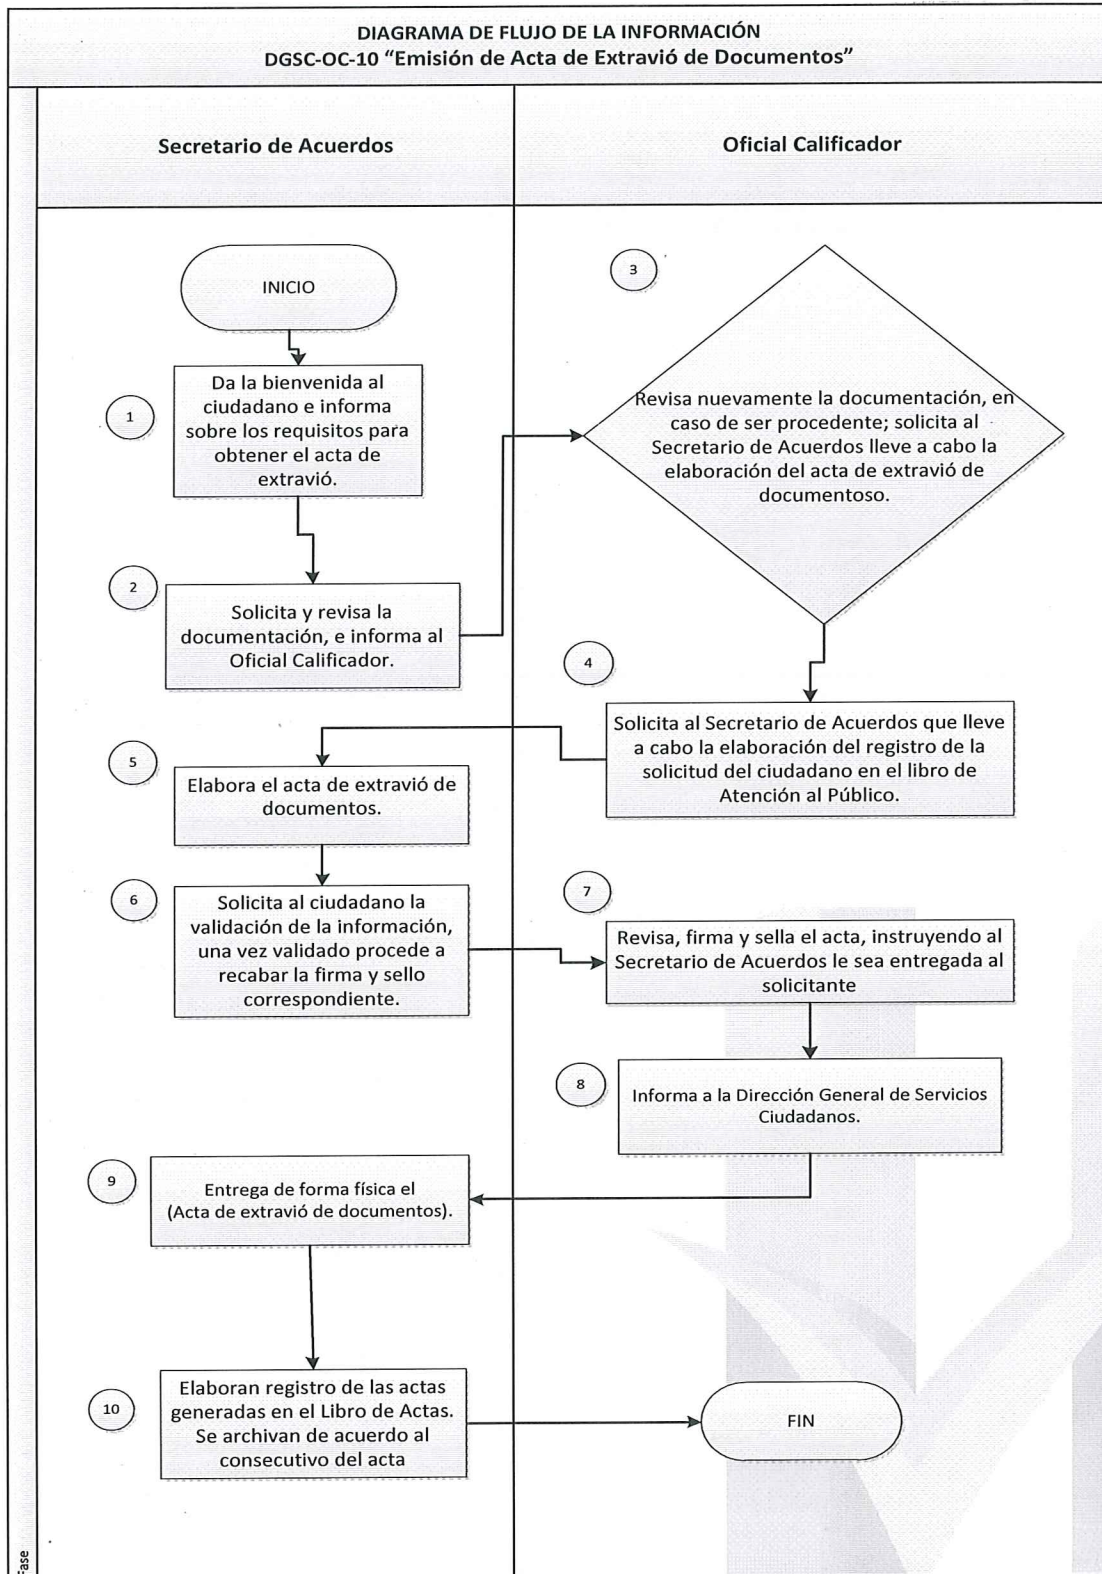 DIAGRAMA DE FLUJO DE LA INFORMACIÓN
DGSC-OC-10 “Emisión de Acta de Extravió de Documentos”
Secretario de Acuerdos
Oficial Calificador
INICIO
1
Da la bienvenida al
ciudadano e informa
sobre los requisitos para
obtener el acta de
extravió.
2
Solicita y revisa la
documentación, e informa al
Oficial Calificador.
3
Revisa nuevamente la documentación, en
caso de ser procedente; solicita al
Secretario de Acuerdos lleve a cabo la
elaboración del acta de extravió de
documentoso.
4
Solicita al Secretario de Acuerdos que lleve
a cabo la elaboración del registro de la
solicitud del ciudadano en el libro de
Atención al Público.
5
Elabora el acta de extravió de
documentos.
6
Solicita al ciudadano la
validación de la información,
una vez validado procede a
recabar la firma y sello
correspondiente.
7
Revisa, firma y sella el acta, instruyendo al
Secretario de Acuerdos le sea entregada al
solicitante
8
Informa a la Dirección General de Servicios
Ciudadanos.
9
Entrega de forma física el
(Acta de extravió de documentos).
10
Elaboran registro de las actas
generadas en el Libro de Actas.
Se archivan de acuerdo al
consecutivo del acta
FIN
Fase